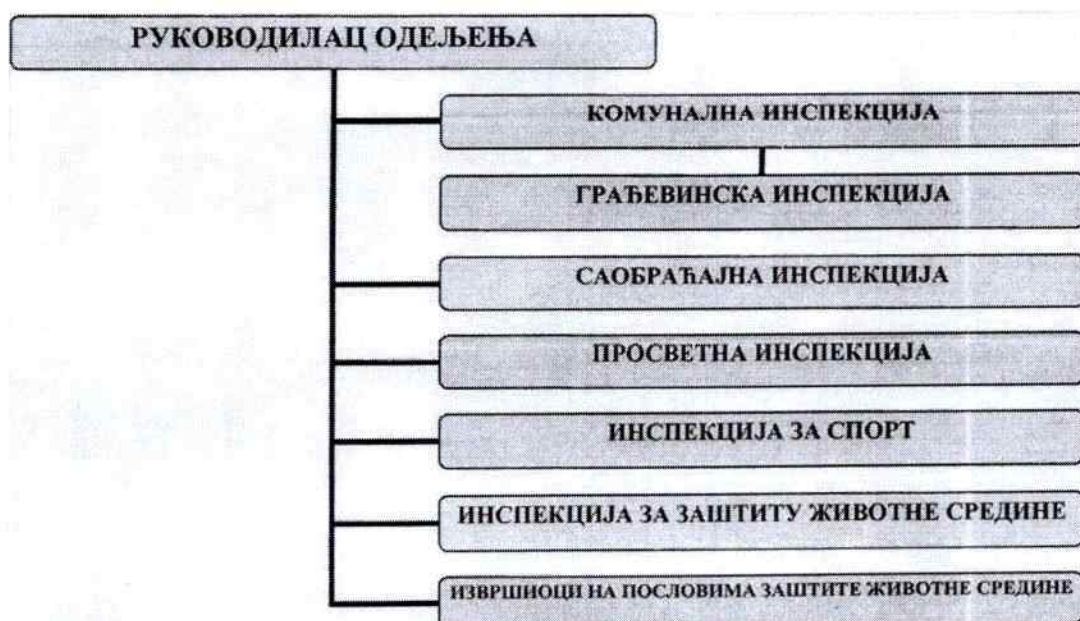 РУКОВОДИЛАЦ ОДЕЉЕЊА
КОМУНАЛНА ИНСПЕКЦИЈА
ГРАЂЕВИНСКА ИНСПЕКЦИЈА
САОБРАЋАЈНА ИНСПЕКЦИЈА
ПРОСВЕТНА ИНСПЕКЦИЈА
ИНСПЕКЦИЈА ЗА СПОРТ
ИНСПЕКЦИЈА ЗА ЗАШТИТУ ЖИВОТНЕ СРЕДИНЕ
ИЗВРШИОЦИ НА ПОСЛОВИМА ЗАШТИТЕ ЖИВОТНЕ СРЕДИНЕ